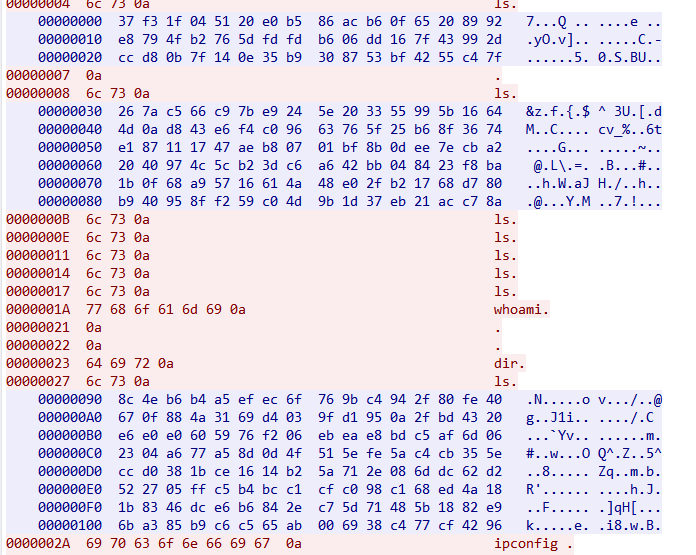 00000004 6c 73 0a ls.
00000000 37 f3 1f 04 51 20 e0 b5 86 ac b6 0f 65 20 89 92 7...Q .. ....e ..
00000010 e8 79 4f b2 76 5d fd fd b6 06 dd 16 7f 43 99 2d .yO.v].. .....C.-
00000020 cc d8 0b 7f 14 0e 35 b9 30 87 53 bf 42 55 c4 7f ......5. 0.S.BU..
00000007 0a .
00000008 6c 73 0a ls.
00000030 26 7a c5 66 c9 7b e9 24 5e 20 33 55 99 5b 16 64 &z.f.{.$ ^ 3U.[.d
00000040 4d 0a d8 43 e6 f4 c0 96 63 76 5f 25 b6 8f 36 74 M..C.... cv_%..6t
00000050 e1 87 11 17 47 ae b8 07 01 bf 8b 0d ee 7e cb a2 ....G... .....~..
00000060 20 40 97 4c 5c b2 3d c6 a6 42 bb 04 84 23 f8 ba @.L\.=. .B...#..
00000070 1b 0f 68 a9 57 16 61 4a 48 e0 2f b2 17 68 d7 80 ..h.W.aJ H./..h..
00000080 b9 40 95 8f f2 59 c0 4d 9b 1d 37 eb 21 ac c7 8a .@...Y.M ..7.!...
0000000B 6c 73 0a ls.
0000000E 6c 73 0a ls.
00000011 6c 73 0a ls.
00000014 6c 73 0a ls.
00000017 6c 73 0a ls.
0000001A 77 68 6f 61 6d 69 0a whoami.
00000021 0a .
00000022 0a .
00000023 64 69 72 0a dir.
00000027 6c 73 0a ls.
00000090 8c 4e b6 b4 a5 ef ec 6f 76 9b c4 94 2f 80 fe 40 .N.....o v.../..@
000000A0 67 0f 88 4a 31 69 d4 03 9f d1 95 0a 2f bd 43 20 g..J1i.. ..../.C
000000B0 e6 e0 e0 60 59 76 f2 06 eb ea e8 bd c5 af 6d 06 ...`Yv.. ......m.
000000C0 23 04 a6 77 a5 8d 0d 4f 51 5e fe 5a c4 cb 35 5e #..w...O Q^.Z..5^
000000D0 cc d0 38 1b ce 16 14 b2 5a 71 2e 08 6d dc 62 d2 ..8..... Zq..m.b.
000000E0 52 27 05 ff c5 b4 bc c1 cf c0 98 c1 68 ed 4a 18 R'...... ....h.J.
000000F0 1b 83 46 dc e6 b6 84 2e c7 5d 71 48 5b 18 82 e9 ..F..... .]qH[...
00000100 6b a3 85 b9 c6 c5 65 ab 00 69 38 c4 77 cf 42 96 k.....e. .i8.w.B.
0000002A 69 70 63 6f 6e 66 69 67 0a ipconfig .